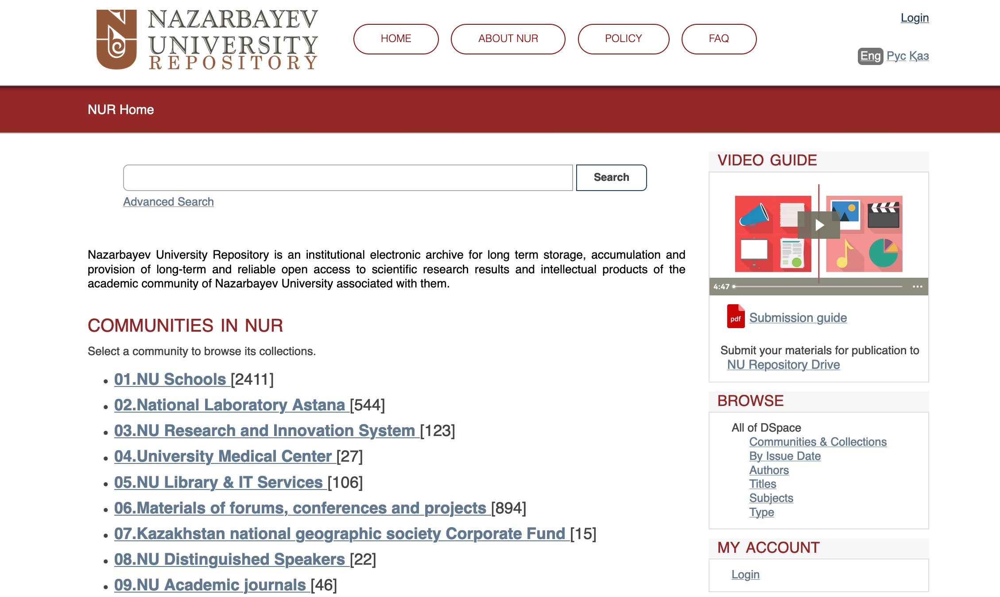 NAZARBAYEV
UNIVERSITY
REPOSITORY
HOME
ABOUT NUR
POLICY
FAQ
Login
Eng Рус Қаз
NUR Home
Search
Advanced Search
Nazarbayev University Repository is an institutional electronic archive for long term storage, accumulation and
provision of long-term and reliable open access to scientific research results and intellectual products of the
academic community of Nazarbayev University associated with them.
COMMUNITIES IN NUR
Select a community to browse its collections.
01.NU Schools [2411]
02.National Laboratory Astana [544]
03.NU Research and Innovation System [123]
04.University Medical Center [27]
05.NU Library & IT Services [106]
06.Materials of forums, conferences and projects [894]
07.Kazakhstan national geographic society Corporate Fund [15]
08.NU Distinguished Speakers [22]
09.NU Academic journals [46]
VIDEO GUIDE
4:47
pdf Submission guide
Submit your materials for publication to
NU Repository Drive
BROWSE
All of DSpace
Communities & Collections
By Issue Date
Authors
Titles
Subjects
Type
MY ACCOUNT
Login